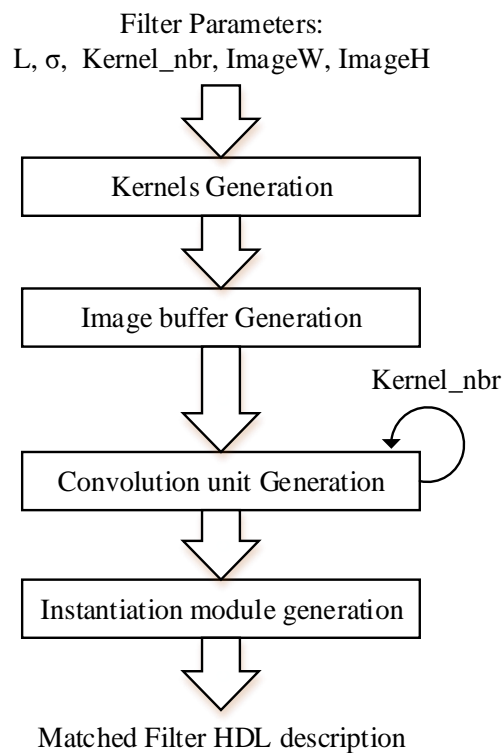 Filter Parameters:
L, σ, Kernel_nbr, ImageW, ImageH
Kernels Generation
Image buffer Generation
Kernel_nbr
Convolution unit Generation
Instantiation module generation
Matched Filter HDL description